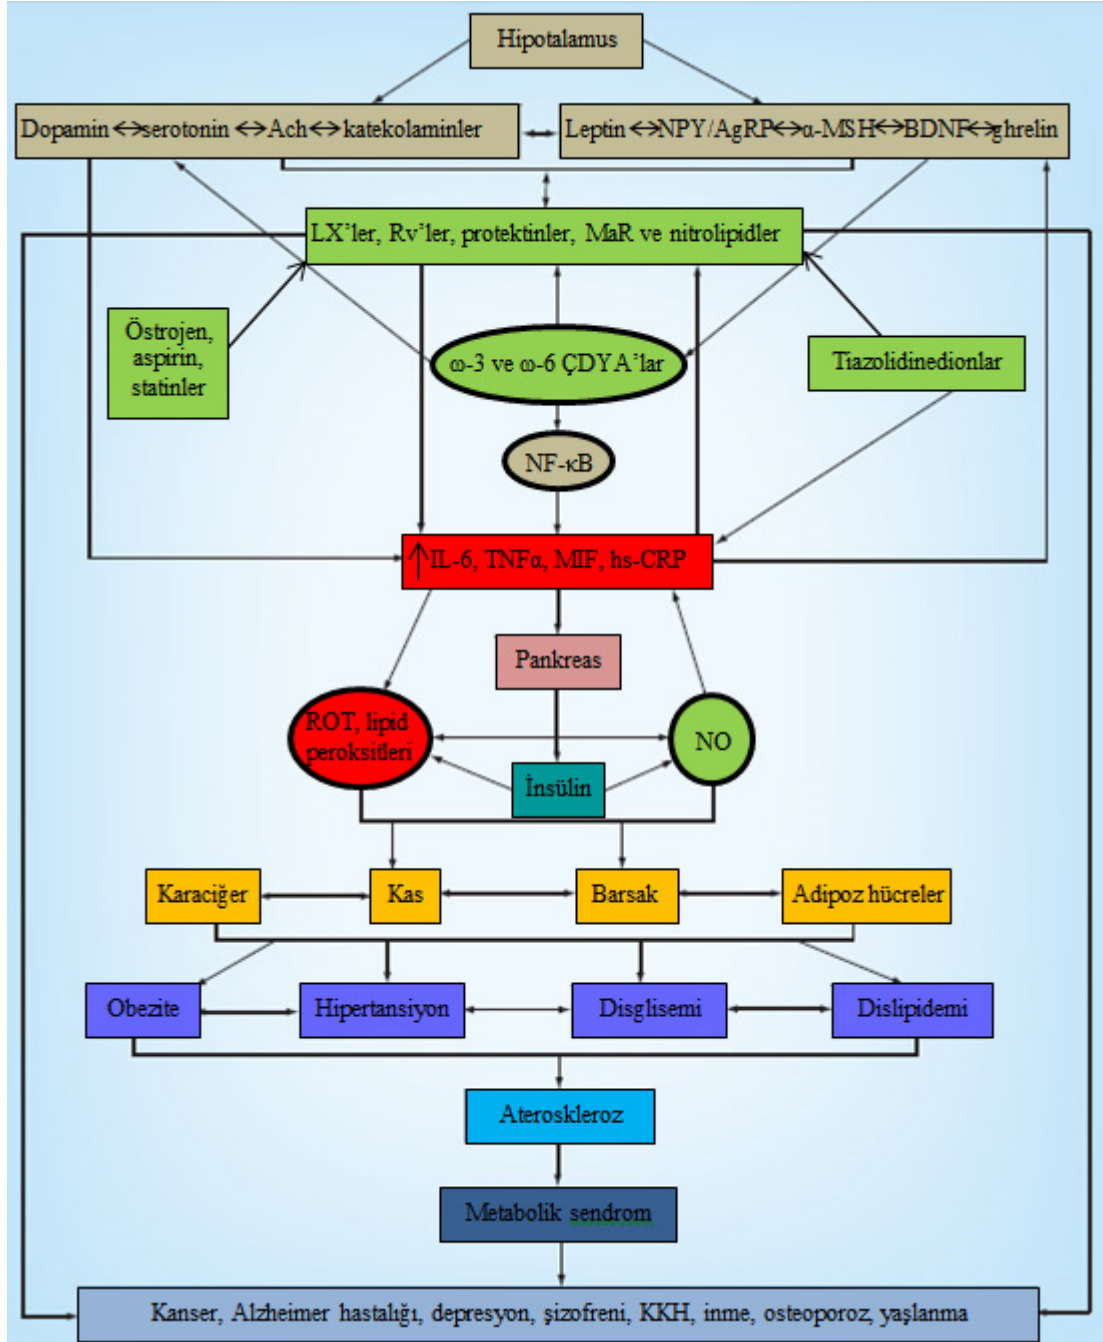 Hipotalamus
Dopamin ↔ serotonin ↔ Ach ↔ katekolaminler
Leptin ↔ NPY/AgRP ↔ α-MSH ↔ BDNF ↔ ghrelin
LX’ler, Rv’ler, protektinler, MaR ve nitrolipidler
Östrojen,
aspirin,
statinler
ω-3 ve ω-6 ÇDYA’lar
Tiazolidinedionlar
NF-κB
↑IL-6, TNFα, MIF, hs-CRP
Pankreas
ROT, lipid
peroksitleri
NO
İnsülin
Karaciğer
Kas
Barsak
Adipoz hücreler
Obezite
Hipertansiyon
Disglisemi
Dislipidemi
Ateroskleroz
Metabolik sendrom
Kanser, Alzheimer hastalığı, depresyon, şizofreni, KKH, inme, osteoporoz, yaşlanma